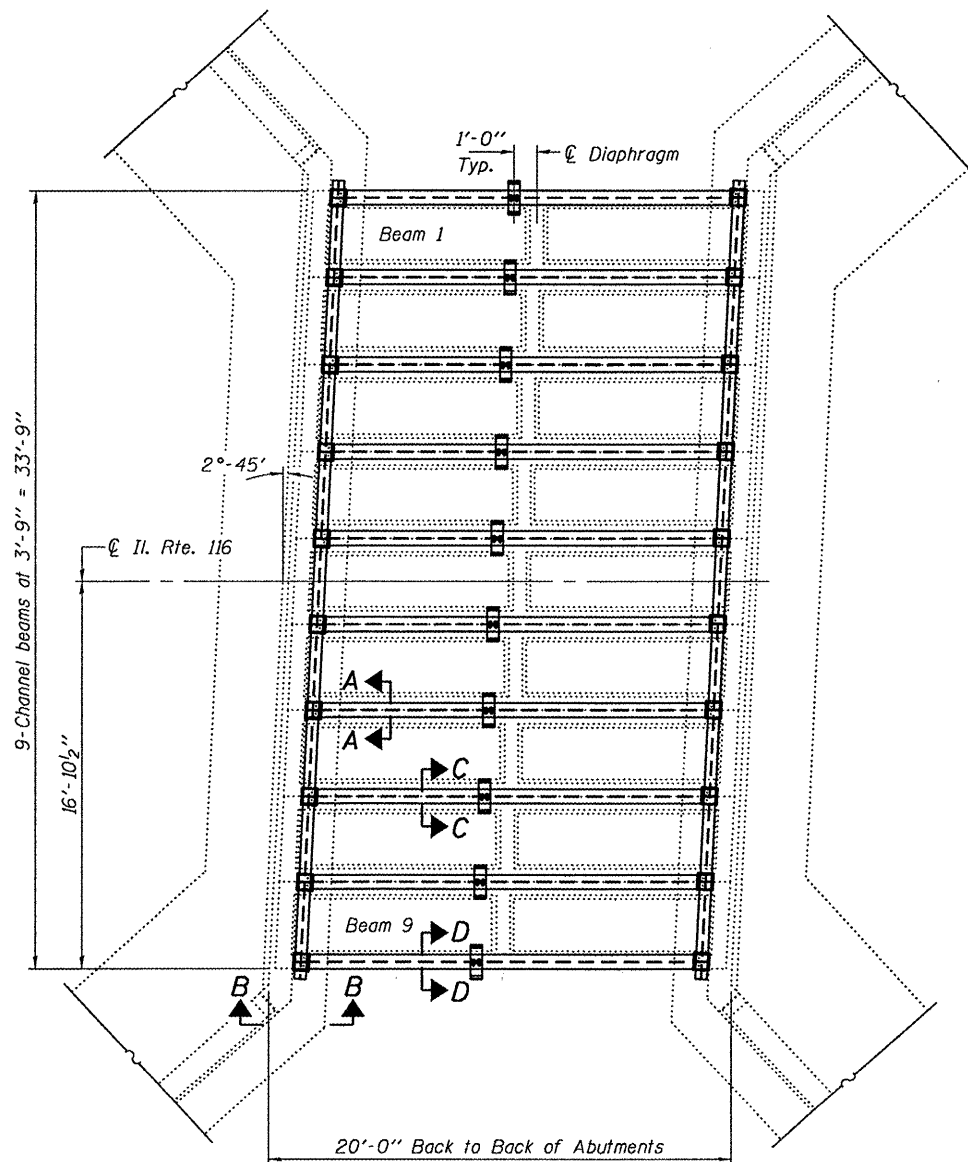 1'-0"
Typ.
℄ Diaphragm
Beam 1
9-Channel beams at 3'-9" = 33'-9"
2°-45'
℄ Il. Rte. 116
16'-10½"
A
A
C
C
Beam 9
D
D
B
B
20'-0" Back to Back of Abutments